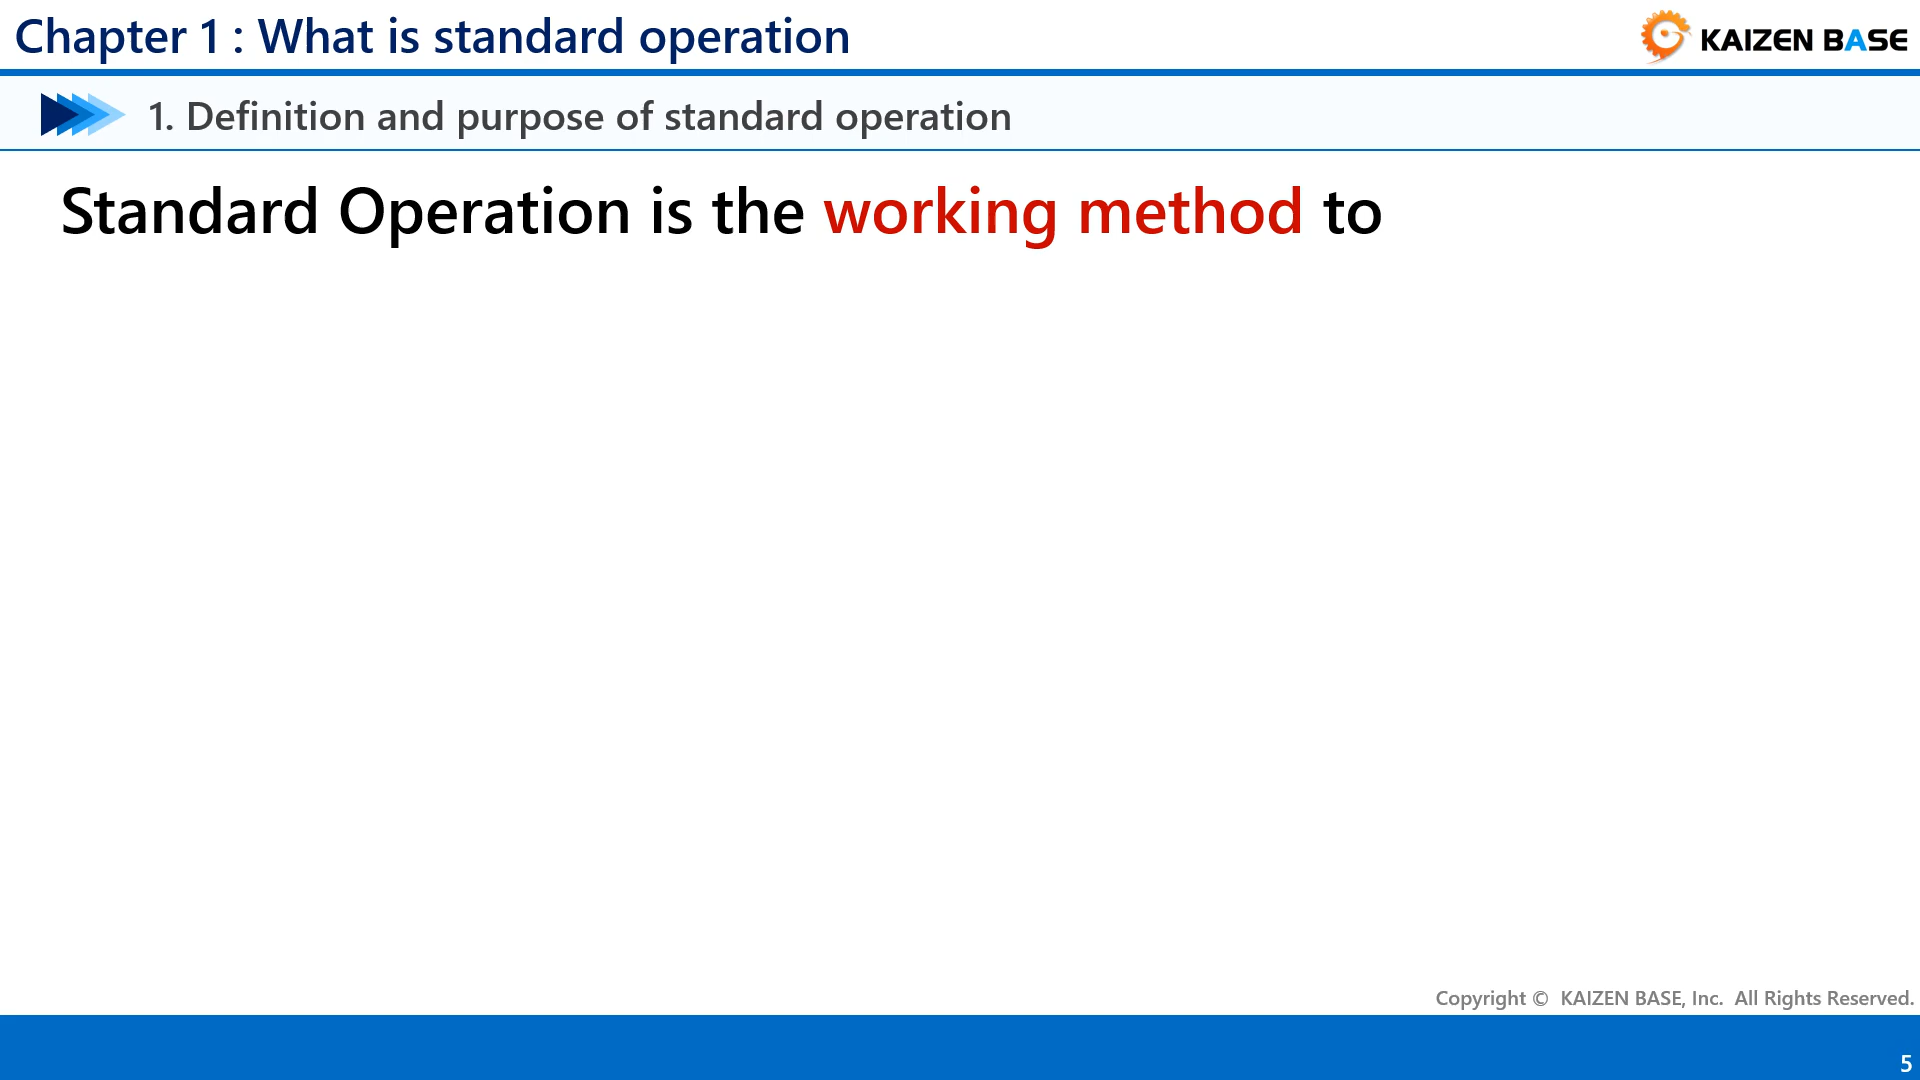 Chapter 1 : What is standard operation
KAIZEN BASE
1. Definition and purpose of standard operation
Standard Operation is the working method to
Copyright © KAIZEN BASE, Inc. All Rights Reserved.
5